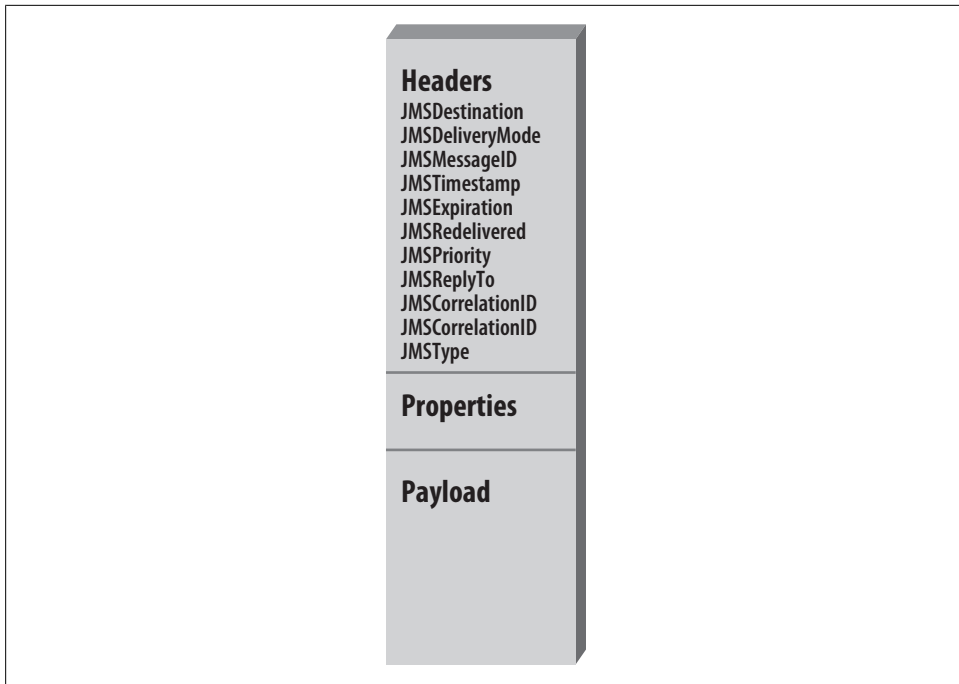 Headers
JMSDestination
JMSDeliveryMode
JMSMessageID
JMSTimestamp
JMSExpiration
JMSRedelivered
JMSPriority
JMSReplyTo
JMSCorrelationID
JMSCorrelationID
JMSType
Properties
Payload